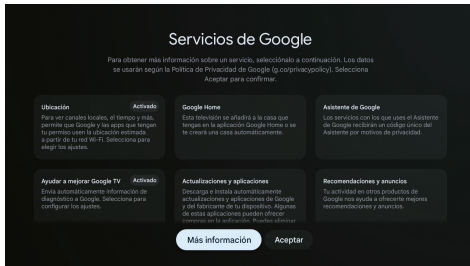 Servicios de Google
Para obtener más información sobre un servicio, selecciónalo a continuación. Los datos
se usarán según la Política de Privacidad de Google (g.co/privacypolicy). Selecciona
Aceptar para confirmar.
Ubicación
Activado
Para ver canales locales, el tiempo y más,
permite que Google y las apps que tengan
tu permiso usen la ubicación estimada
a partir de tu red Wi-Fi. Selecciona para
elegir los ajustes.
Google Home
Esta televisión se añadirá a la casa que
tengas en la aplicación Google Home o se
te creará una casa automáticamente.
Asistente de Google
Los servicios con los que uses el Asistente
de Google recibirán un código único del
Asistente por motivos de privacidad.
Ayudar a mejorar Google TV
Activado
Envía automáticamente información de
diagnóstico a Google. Selecciona para
configurar los ajustes.
Actualizaciones y aplicaciones
Descarga e instala automáticamente
actualizaciones y aplicaciones de Google
y del fabricante de tu dispositivo. Algunas
de estas aplicaciones pueden ofrecer
compras en la aplicación. Puedes eliminar
Recomendaciones y anuncios
Tu actividad en otros productos de
Google nos ayuda a ofrecerte mejores
recomendaciones y anuncios.
Más información
Aceptar